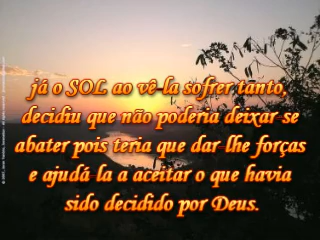 já o SOL ao vê-la sofrer tanto,
decidiu que não poderia deixar-se
abater pois teria que dar-lhe forças
e ajudá-la a aceitar o que havia
sido decidido por Deus.